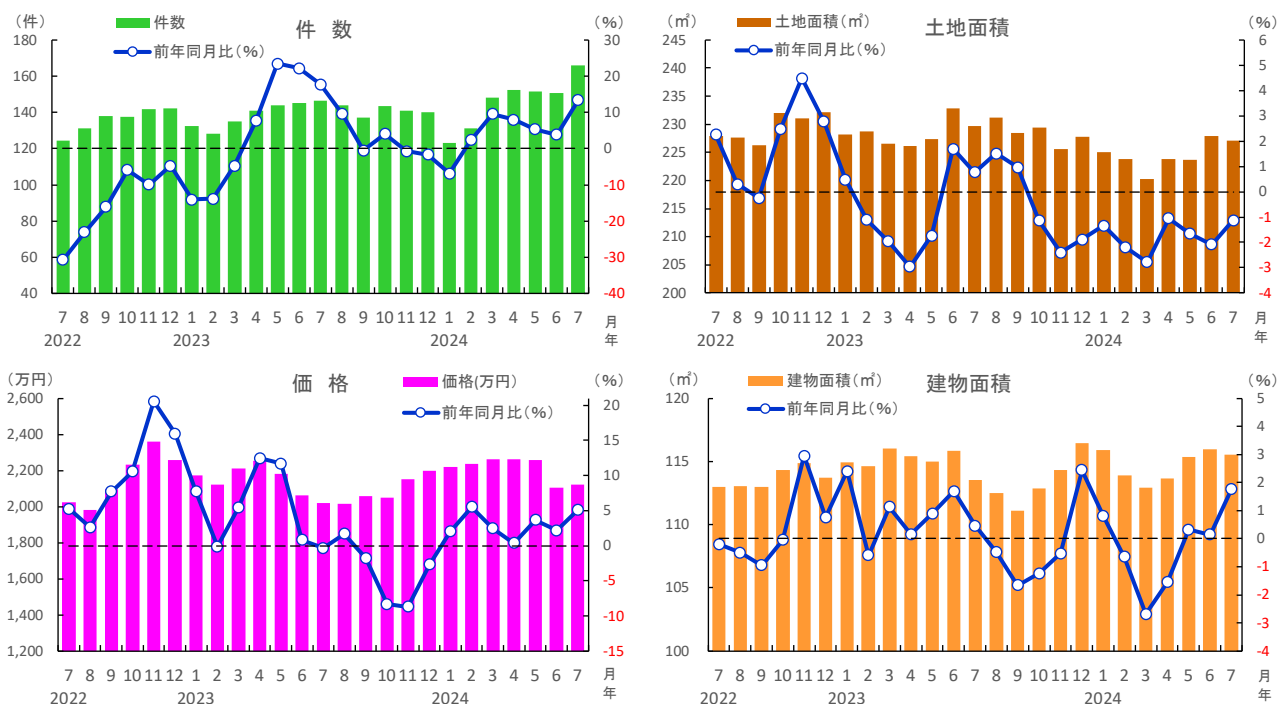 件 数
(件)
(%)
件数
前年同月比(%)
180 30
160 20
140 10
120 0
100 -10
80 -20
60 -30
40 -40
7 8 9 10 11 12 1 2 3 4 5 6 7 8 9 10 11 12 1 2 3 4 5 6 7 月
2022 2023 2024 年
土地面積
(㎡)
(%)
土地面積(㎡)
前年同月比(%)
245 6
240 5
235 4
230 3
225 2
220 1
215 0
210 -1
205 -2
200 -3
-4
7 8 9 10 11 12 1 2 3 4 5 6 7 8 9 10 11 12 1 2 3 4 5 6 7 月
2022 2023 2024 年
価 格
(万円)
(%)
価格(万円)
前年同月比(%)
2,600 20
2,400 15
2,200 10
2,000 5
1,800 0
1,600 -5
1,400 -10
1,200 -15
7 8 9 10 11 12 1 2 3 4 5 6 7 8 9 10 11 12 1 2 3 4 5 6 7 月
2022 2023 2024 年
建物面積
(㎡)
(%)
建物面積(㎡)
前年同月比(%)
120 5
115 4
110 3
105 2
100 1
0
-1
-2
-3
-4
7 8 9 10 11 12 1 2 3 4 5 6 7 8 9 10 11 12 1 2 3 4 5 6 7 月
2022 2023 2024 年